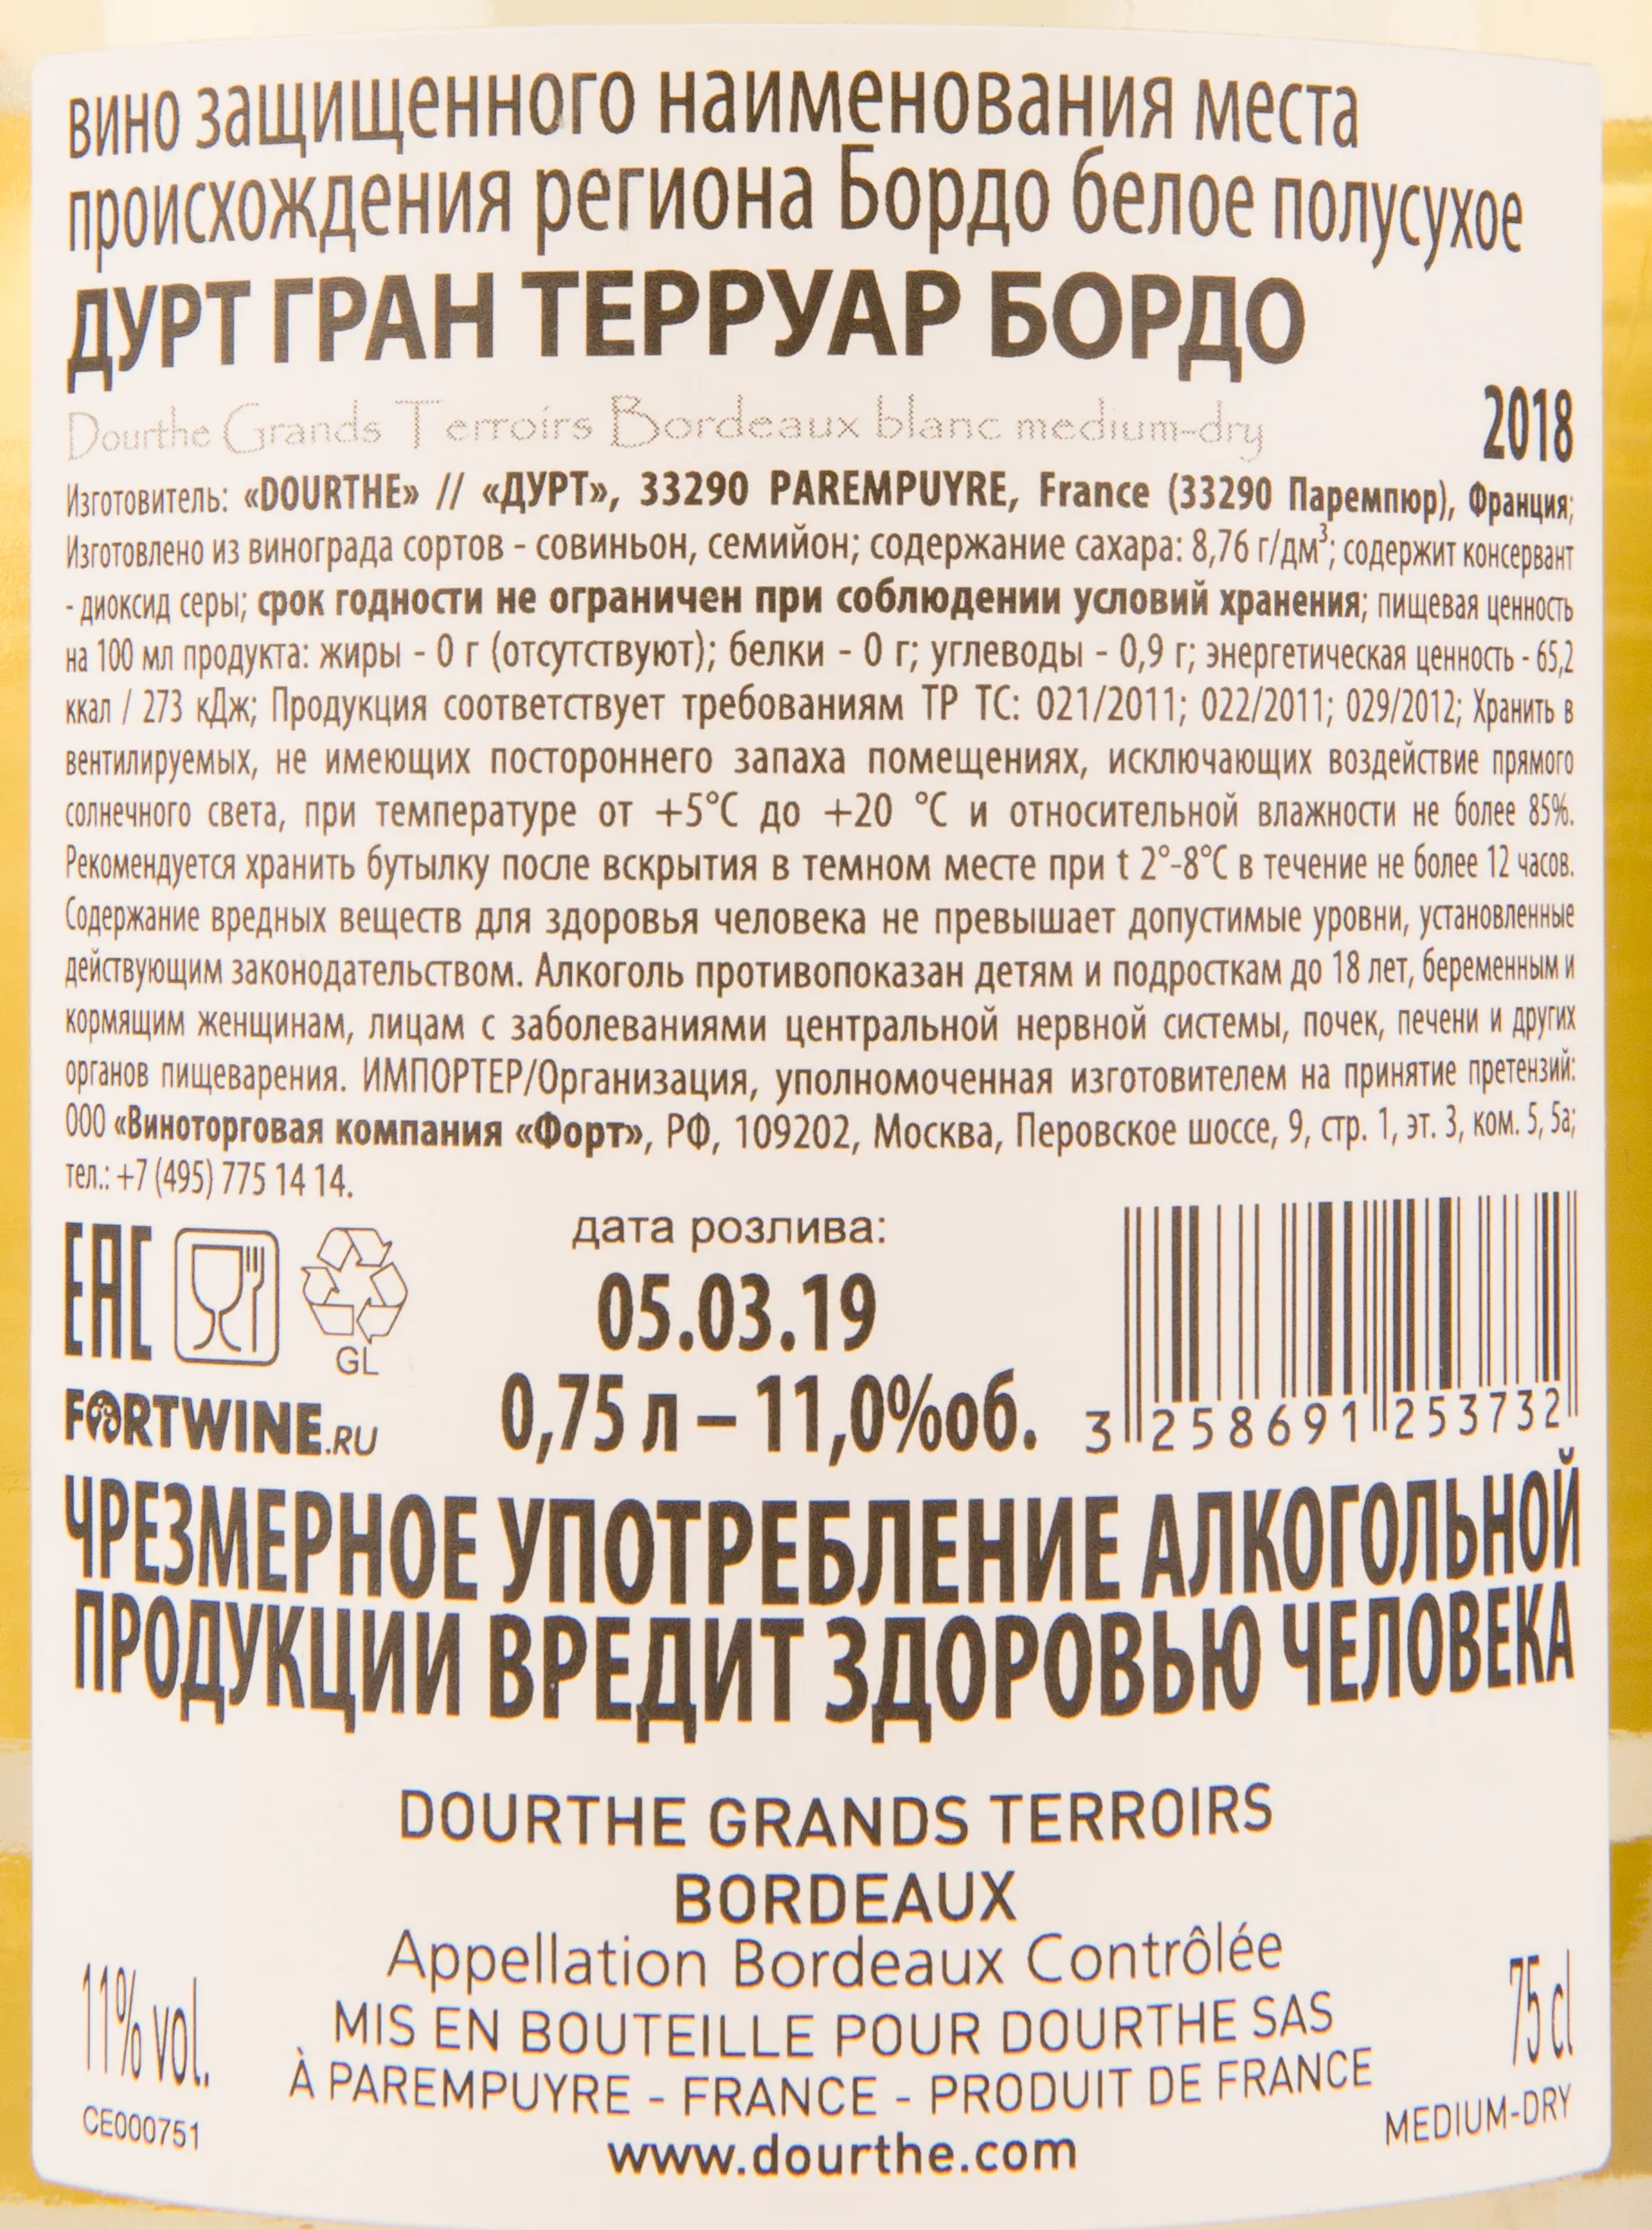 вино защищенного наименования места
происхождения региона Бордо белое полусухое
ДУРТ ГРАН ТЕРРУАР БОРДО
Dourthe Grands Terroirs Bordeaux blanc medium-dry
2018
Изготовитель: «DOURTHE» // «ДУРТ», 33290 PAREMPUYRE, France (33290 Паремпюр), Франция;
Изготовлено из винограда сортов - совиньон, семийон; содержание сахара: 8,76 г/дм³; содержит консервант
- диоксид серы; срок годности не ограничен при соблюдении условий хранения; пищевая ценность
на 100 мл продукта: жиры - 0 г (отсутствуют); белки - 0 г; углеводы - 0,9 г; энергетическая ценность - 65,2
ккал / 273 кДж; Продукция соответствует требованиям ТР ТС: 021/2011; 022/2011; 029/2012; Хранить в
вентилируемых, не имеющих постороннего запаха помещениях, исключающих воздействие прямого
солнечного света, при температуре от +5°C до +20 °C и относительной влажности не более 85%.
Рекомендуется хранить бутылку после вскрытия в темном месте при t 2°-8°C в течение не более 12 часов.
Содержание вредных веществ для здоровья человека не превышает допустимые уровни, установленные
действующим законодательством. Алкоголь противопоказан детям и подросткам до 18 лет, беременным и
кормящим женщинам, лицам с заболеваниями центральной нервной системы, почек, печени и других
органов пищеварения. ИМПОРТЕР/Организация, уполномоченная изготовителем на принятие претензий:
ООО «Виноторговая компания «Форт», РФ, 109202, Москва, Перовское шоссе, 9, стр. 1, эт. 3, ком. 5, 5а;
тел.: +7 (495) 775 14 14.
EAC
GL
дата розлива:
05.03.19
FORTWINE.RU
0,75 л – 11,0%об.
3 258691 253732
ЧРЕЗМЕРНОЕ УПОТРЕБЛЕНИЕ АЛКОГОЛЬНОЙ
ПРОДУКЦИИ ВРЕДИТ ЗДОРОВЬЮ ЧЕЛОВЕКА
DOURTHE GRANDS TERROIRS
BORDEAUX
Appellation Bordeaux Contrôlée
MIS EN BOUTEILLE POUR DOURTHE SAS
À PAREMPUYRE - FRANCE - PRODUIT DE FRANCE
www.dourthe.com
11% vol.
CE000751
75 cl
MEDIUM-DRY